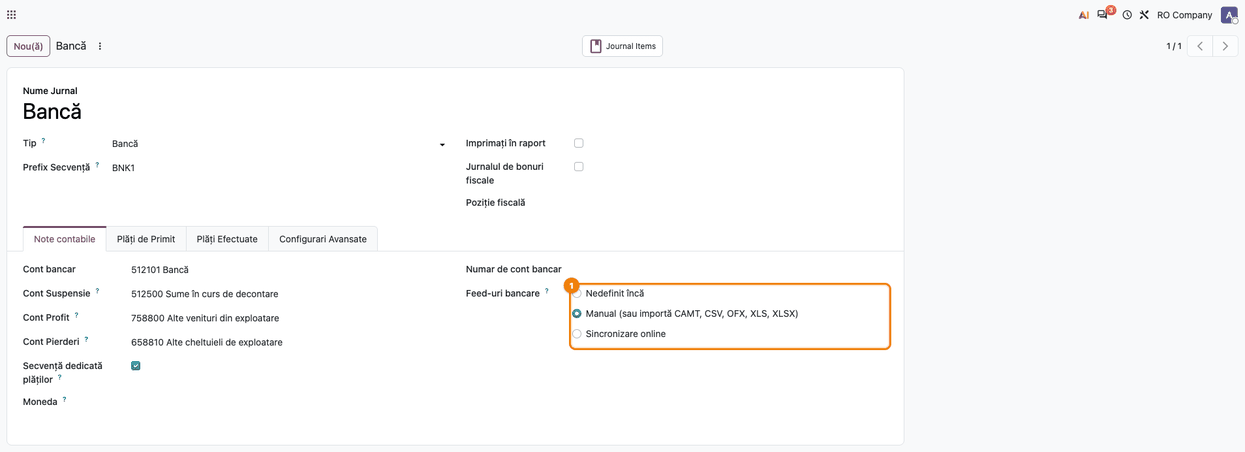 AI 3 RO Company A
Nou(ă) Bancă Journal Items 1 / 1
Nume Jurnal
Bancă
Tip ? Bancă
Prefix Secvență ? BNK1
Imprimați în raport
Jurnalul de bonuri
fiscale
Poziție fiscală
Note contabile Plăți de Primit Plăți Efectuate Configurari Avansate
Cont bancar 512101 Bancă
Cont Suspensie ? 512500 Sume în curs de decontare
Cont Profit ? 758800 Alte venituri din exploatare
Cont Pierderi ? 658810 Alte cheltuieli de exploatare
Secvență dedicată
plăților ?
Moneda ?
Numar de cont bancar
1
Feed-uri bancare ? Nedefinit încă
Manual (sau importă CAMT, CSV, OFX, XLS, XLSX)
Sincronizare online